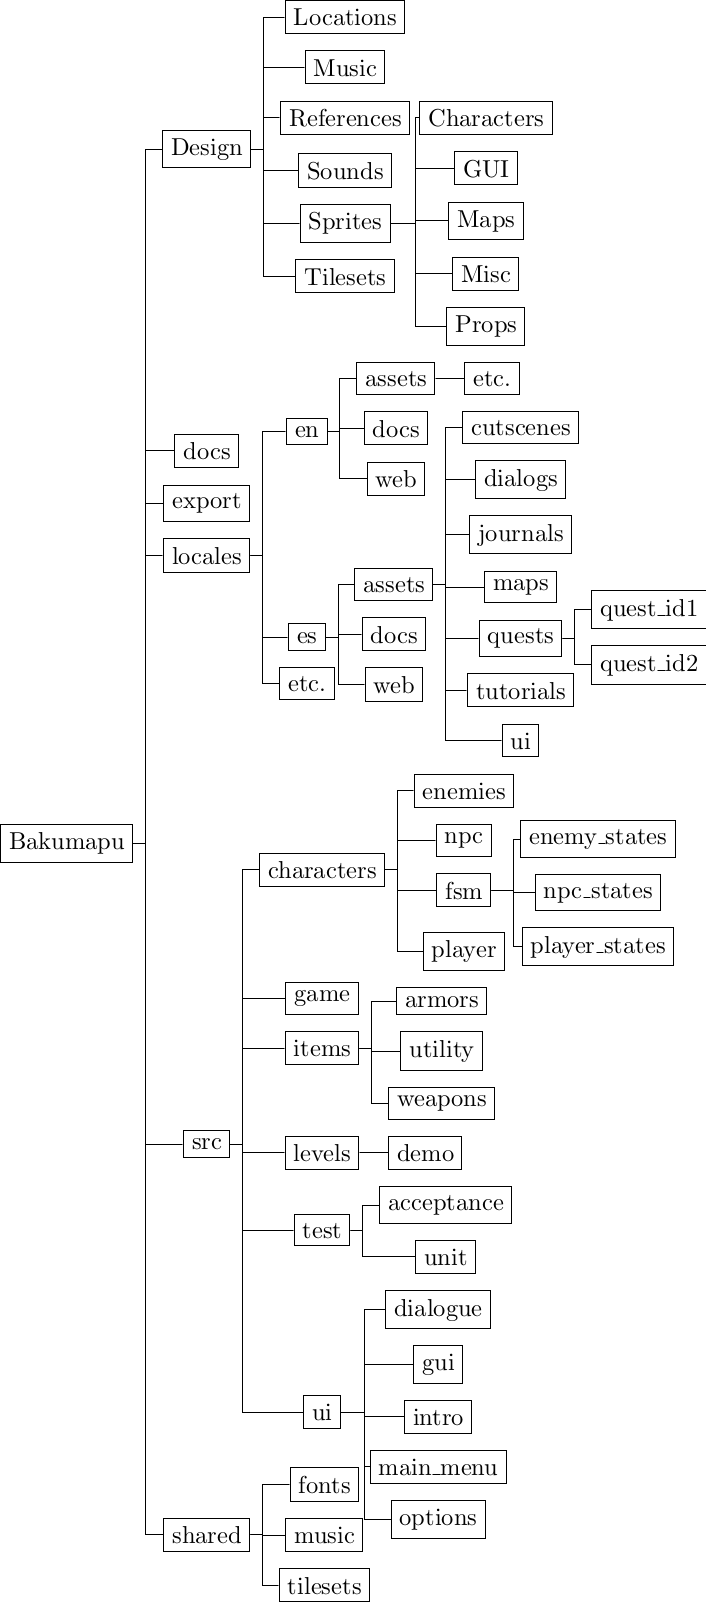 Locations
Music
References
Characters
Design
Sounds
GUI
Sprites
Maps
Tilesets
Misc
Props
assets
etc.
en
docs
cutscenes
docs
web
dialogs
export
journals
locales
assets
maps
quest_id1
es
docs
quests
quest_id2
etc.
web
tutorials
ui
enemies
Bakumapu
npc
enemy_states
characters
fsm
npc_states
player
player_states
game
armors
items
utility
weapons
src
levels
demo
acceptance
test
unit
dialogue
gui
ui
intro
main_menu
fonts
options
shared
music
tilesets